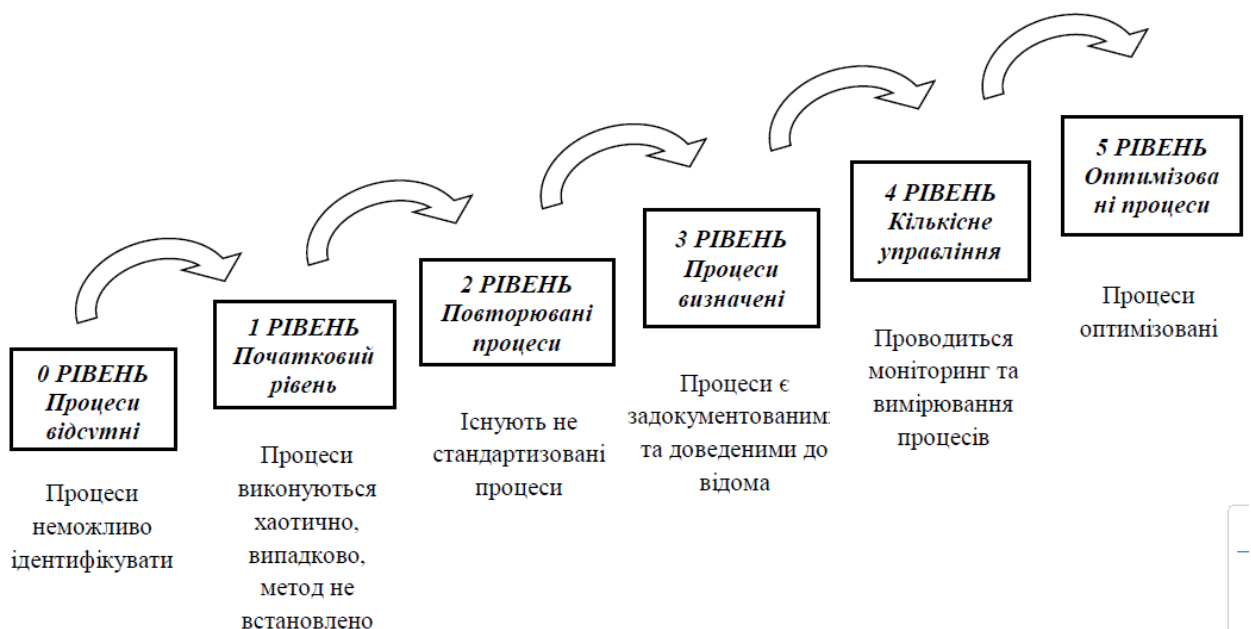 0 РІВЕНЬ
Процеси
відсутні
Процеси
неможливо
ідентифікувати
1 РІВЕНЬ
Початковий
рівень
Процеси
виконуються
хаотично,
випадково,
метод не
встановлено
2 РІВЕНЬ
Повторювані
процеси
Існують не
стандартизовані
процеси
3 РІВЕНЬ
Процеси
визначені
Процеси є
задокументованими
та доведеними до
відома
4 РІВЕНЬ
Кількісне
управління
Проводиться
моніторинг та
вимірювання
процесів
5 РІВЕНЬ
Оптимізова
ні процеси
Процеси
оптимізовані